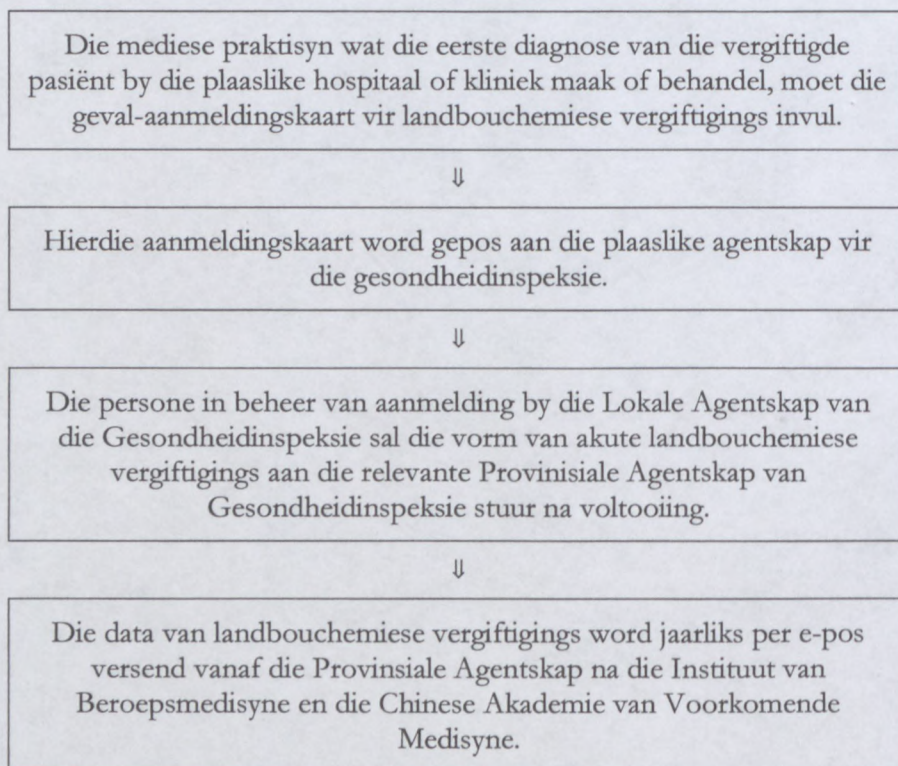 Die mediese praktisyn wat die eerste diagnose van die vergiftigde
pasiënt by die plaaslike hospitaal of kliniek maak of behandel, moet die
geval-aanmeldingskaart vir landbouchemiese vergiftigings invul.
⇓
Hierdie aanmeldingskaart word gepos aan die plaaslike agentskap vir
die gesondheidinspeksie.
⇓
Die persone in beheer van aanmelding by die Lokale Agentskap van
die Gesondheidinspeksie sal die vorm van akute landbouchemiese
vergiftigings aan die relevante Provinisiale Agentskap van
Gesondheidinspeksie stuur na voltooiing.
⇓
Die data van landbouchemiese vergiftigings word jaarliks per e-pos
versend vanaf die Provinsiale Agentskap na die Instituut van
Beroepsmedisyne en die Chinese Akademie van Voorkomende
Medisyne.